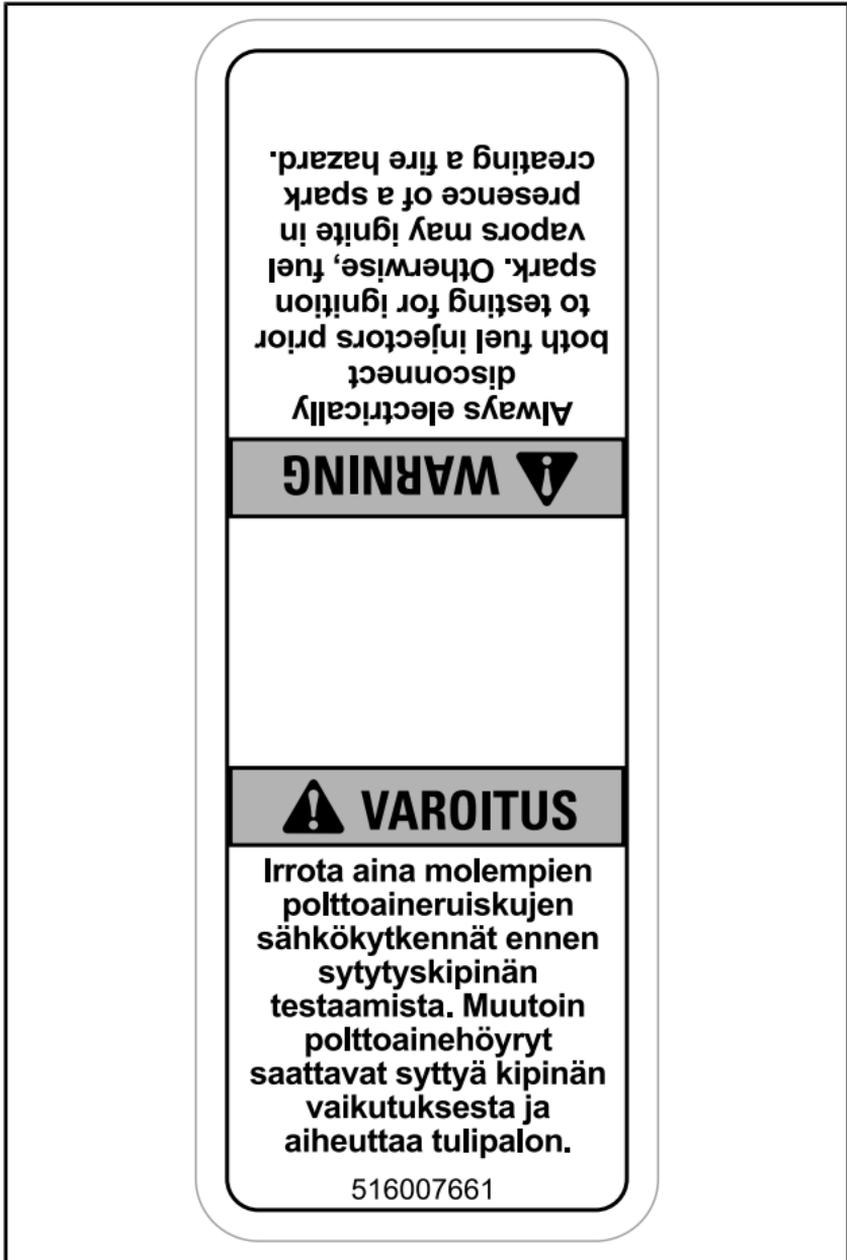 WARNING
Always electrically
disconnect
both fuel injectors prior
to testing for ignition
spark. Otherwise, fuel
vapors may ignite in
presence of a spark
creating a fire hazard.
VAROITUS
Irrota aina molempien
polttoaineruiskujen
sähkökytkennät ennen
sytytyskipinän
testaamista. Muutoin
polttoainehöyryt
saattavat syttyä kipinän
vaikutuksesta ja
aiheuttaa tulipalon.
516007661